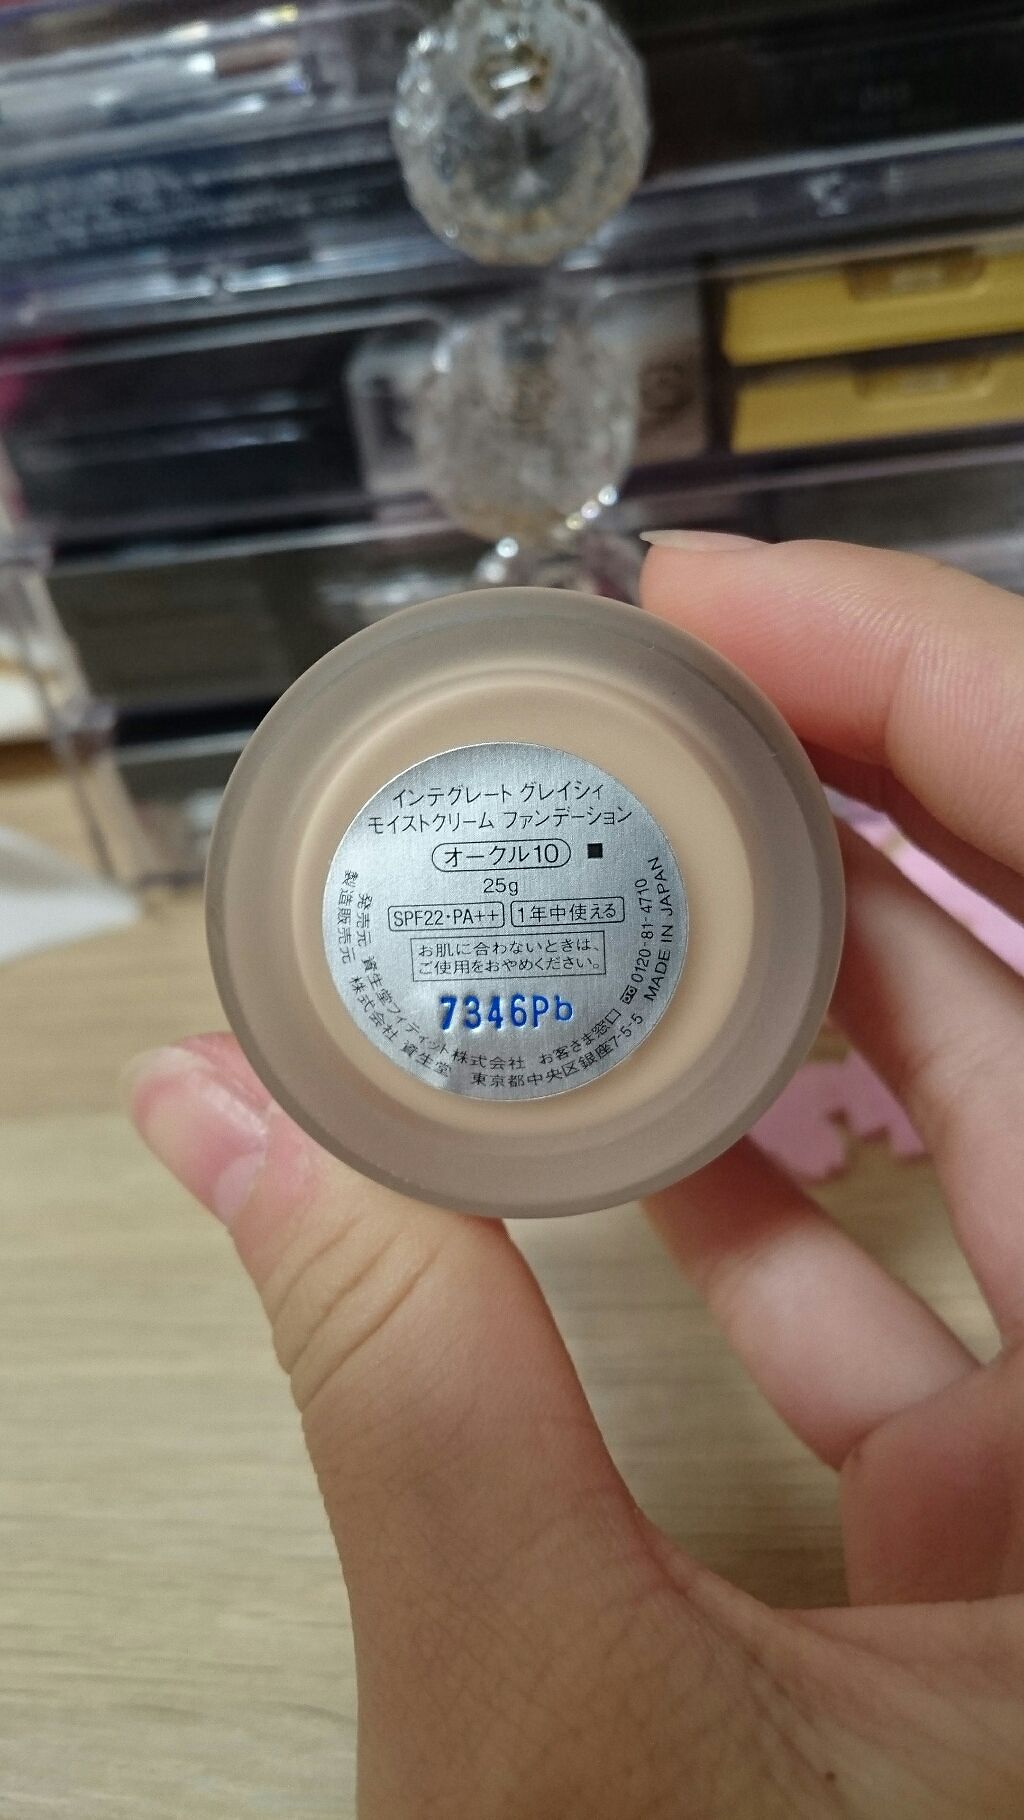 インテグレート グレイシィ
モイストクリーム ファンデーション
オークル10 ■
25g
SPF22・PA++ 1年中使える
お肌に合わないときは、
ご使用をおやめください。
7346Pb
発売元 資生堂フィティット株式会社 お客さま窓口 0120-81-4710
製造販売元 株式会社 資生堂 東京都中央区銀座7-5-5 MADE IN JAPAN